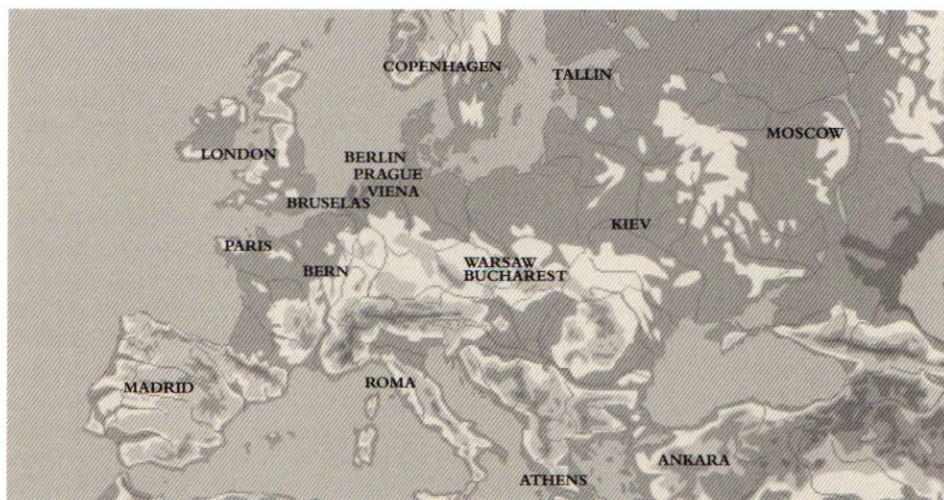 COPENHAGEN
TALLIN
MOSCOW
LONDON
BERLIN
PRAGUE
VIENA
BRUSELAS
KIEV
PARIS
BERN
WARSAW
BUCHAREST
MADRID
ROMA
ANKARA
ATHENS